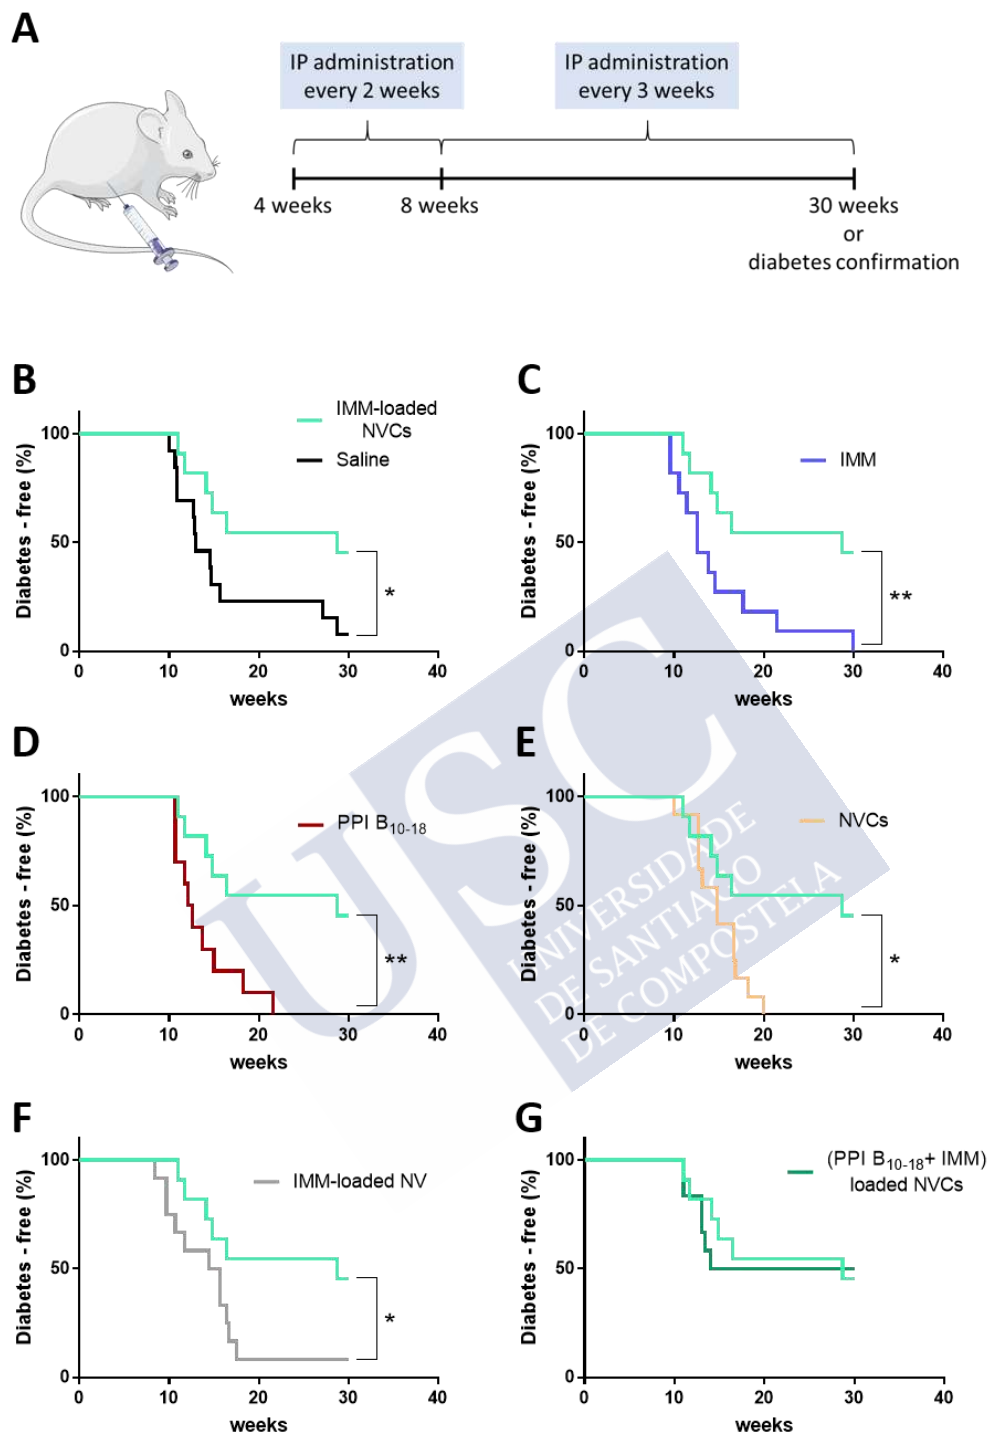 A
IP administration
every 2 weeks
IP administration
every 3 weeks
4 weeks
8 weeks
30 weeks
or
diabetes confirmation
B
Diabetes - free (%)
100
50
0
0 10 20 30 40
weeks
IMM-loaded
NVCs
Saline
*
C
Diabetes - free (%)
100
50
0
0 10 20 30 40
weeks
IMM
**
D
Diabetes - free (%)
100
50
0
0 10 20 30 40
weeks
PPI B10-18
**
E
Diabetes - free (%)
100
50
0
0 10 20 30 40
weeks
NVCs
*
F
Diabetes - free (%)
100
50
0
0 10 20 30 40
weeks
IMM-loaded NV
*
G
Diabetes - free (%)
100
50
0
0 10 20 30 40
weeks
(PPI B10-18+ IMM)
loaded NVCs
USC
UNIVERSIDADE
DE SANTIAGO
DE COMPOSTELA